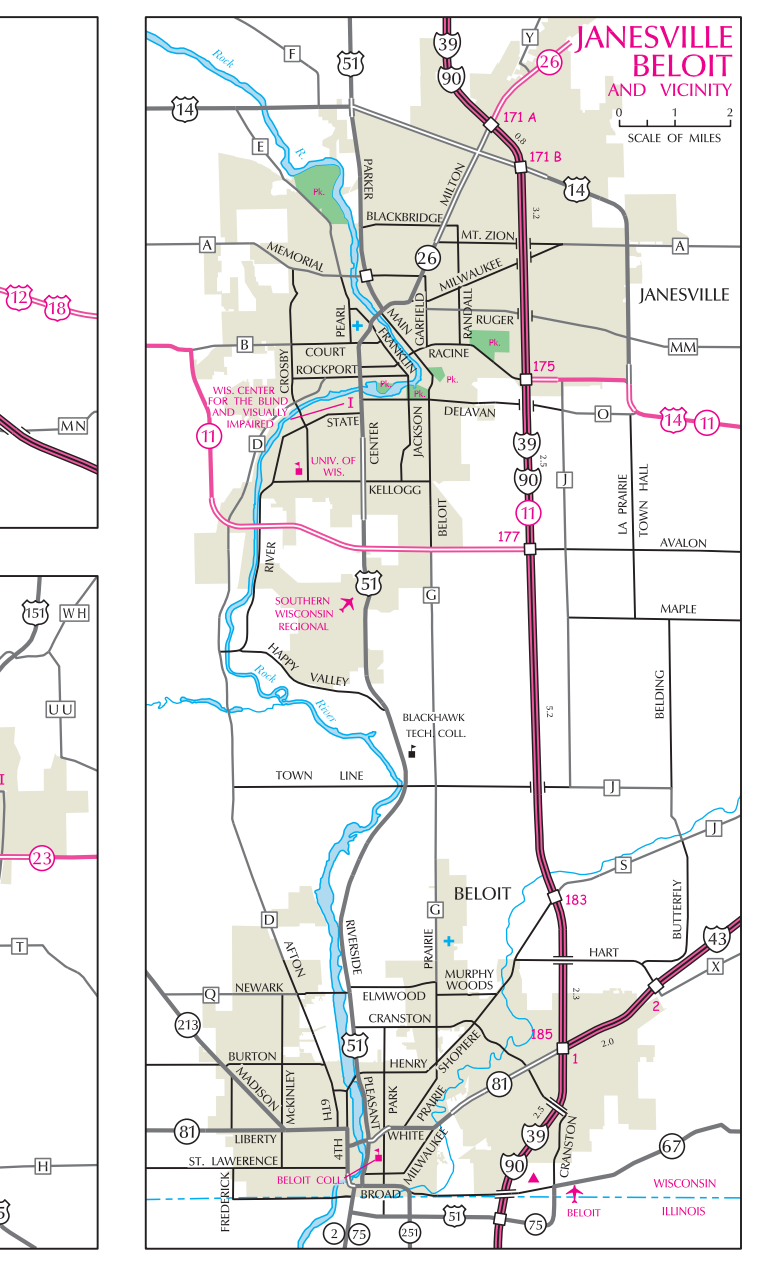 JANESVILLE
BELOIT
AND VICINITY
0 1 2
SCALE OF MILES
39
90
Y
26
F
51
14
Rock
R.
E
171 A
0.8
171 B
14
PARKER
MILTON
Pk.
3.2
BLACKBRIDGE
MT. ZION
A
A
MEMORIAL
26
MILWAUKEE
JANESVILLE
12
18
PEARL
MAIN
GARFIELD
RANDALL
RUGER
FRANKLIN
Pk.
MM
B
COURT
RACINE
CROSBY
ROCKPORT
175
Pk.
Pk.
Pk.
WIS. CENTER
FOR THE BLIND
AND VISUALLY
IMPAIRED
I
DELAVAN
O
14
11
MN
11
STATE
CENTER
JACKSON
D
39
2.5
UNIV. OF
WIS.
90
J
KELLOGG
11
LA PRAIRIE
TOWN HALL
BELOIT
177
AVALON
RIVER
51
SOUTHERN
WISCONSIN
REGIONAL
G
151
WH
MAPLE
HAPPY
VALLEY
Rock
River
BELDING
UU
BLACKHAWK
TECH. COLL.
5.2
TOWN LINE
J
I
J
23
S
BELOIT
183
BUTTERFLY
D
RIVERSIDE
G
PRAIRIE
43
T
AFTON
HART
X
MURPHY
WOODS
Q
NEWARK
ELMWOOD
2.3
2
213
CRANSTON
185
51
SHOPIERE
2.0
BURTON
HENRY
1
MADISON
McKINLEY
6TH
PLEASANT
PARK
PRAIRIE
81
2.5
81
LIBERTY
4TH
WHITE
39
CRANSTON
67
ST. LAWERENCE
MILWAUKEE
H
90
BELOIT COLL.
FREDERICK
BROAD
WISCONSIN
BELOIT
ILLINOIS
51
75
2
75
251